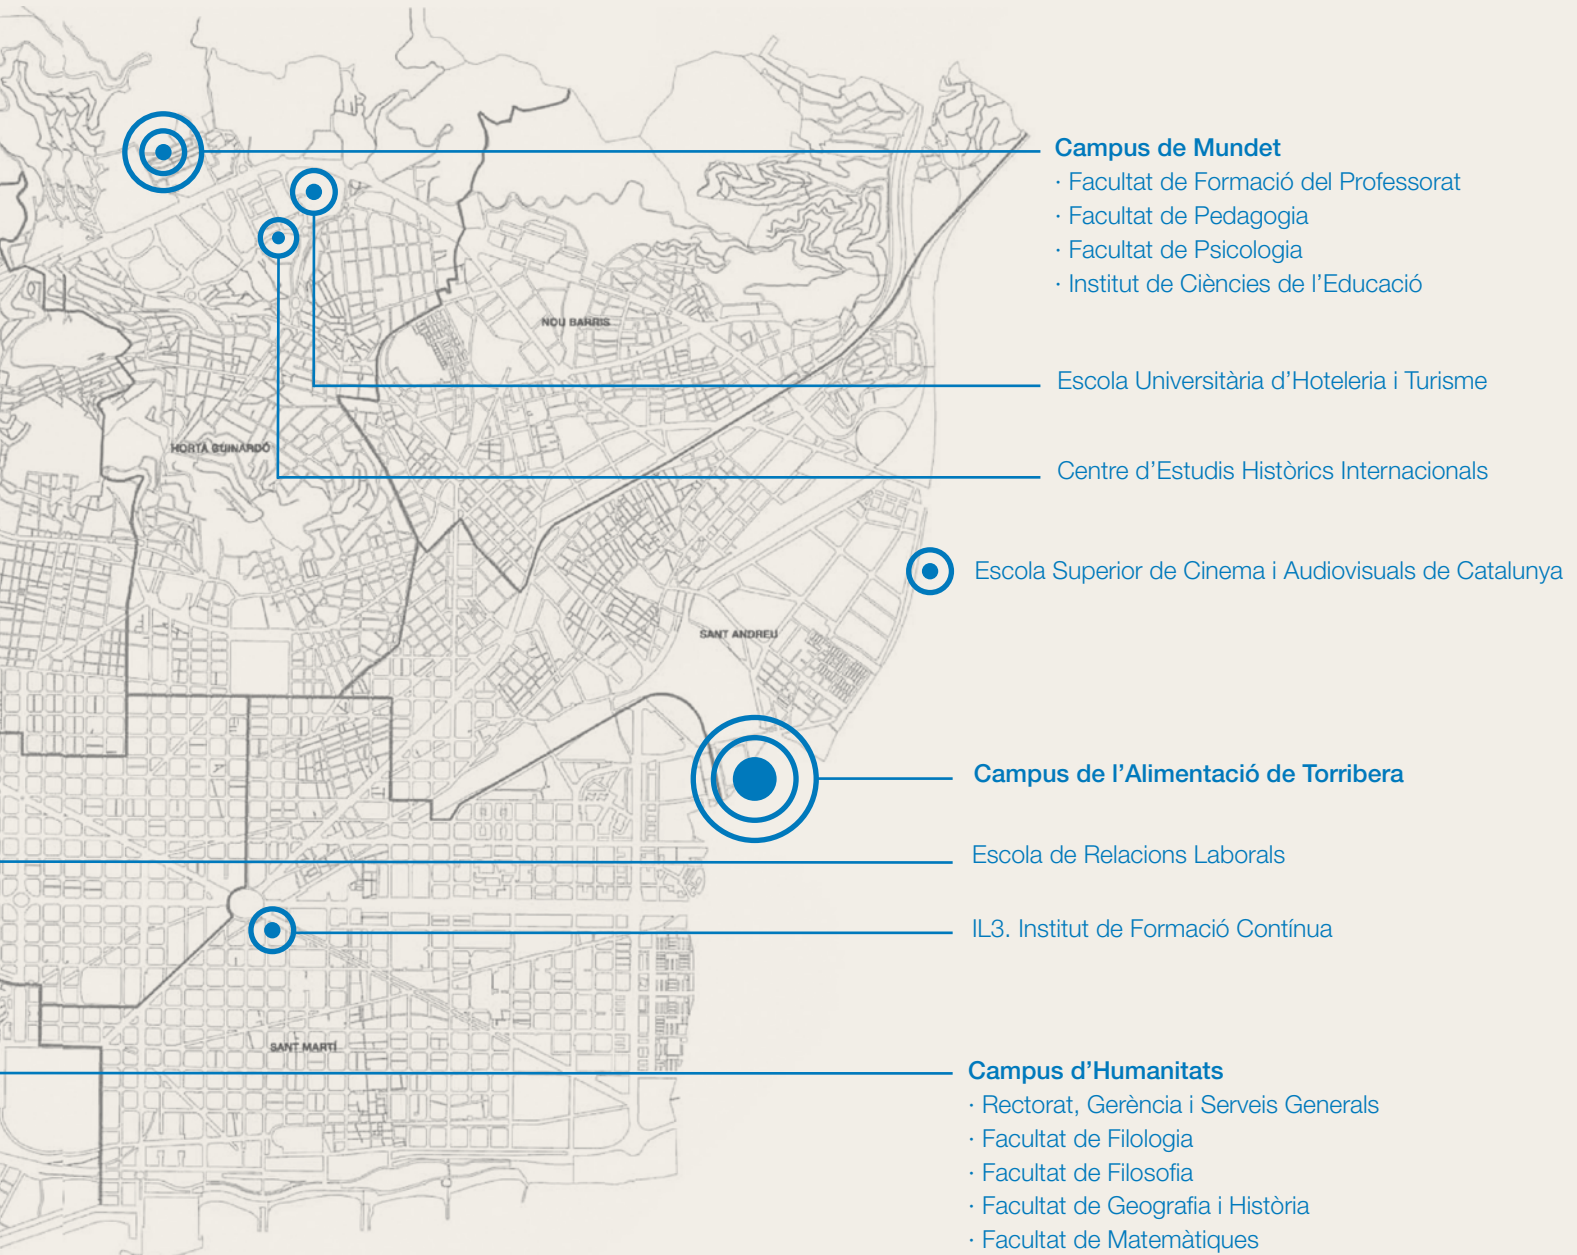 Campus de Mundet
· Facultat de Formació del Professorat
· Facultat de Pedagogia
· Facultat de Psicologia
· Institut de Ciències de l’Educació
NOU BARRIS
Escola Universitària d’Hoteleria i Turisme
HORTA GUINARDÓ
Centre d’Estudis Històrics Internacionals
Escola Superior de Cinema i Audiovisuals de Catalunya
SANT ANDREU
Campus de l’Alimentació de Torribera
Escola de Relacions Laborals
IL3. Institut de Formació Contínua
SANT MARTÍ
Campus d’Humanitats
· Rectorat, Gerència i Serveis Generals
· Facultat de Filologia
· Facultat de Filosofia
· Facultat de Geografia i Història
· Facultat de Matemàtiques